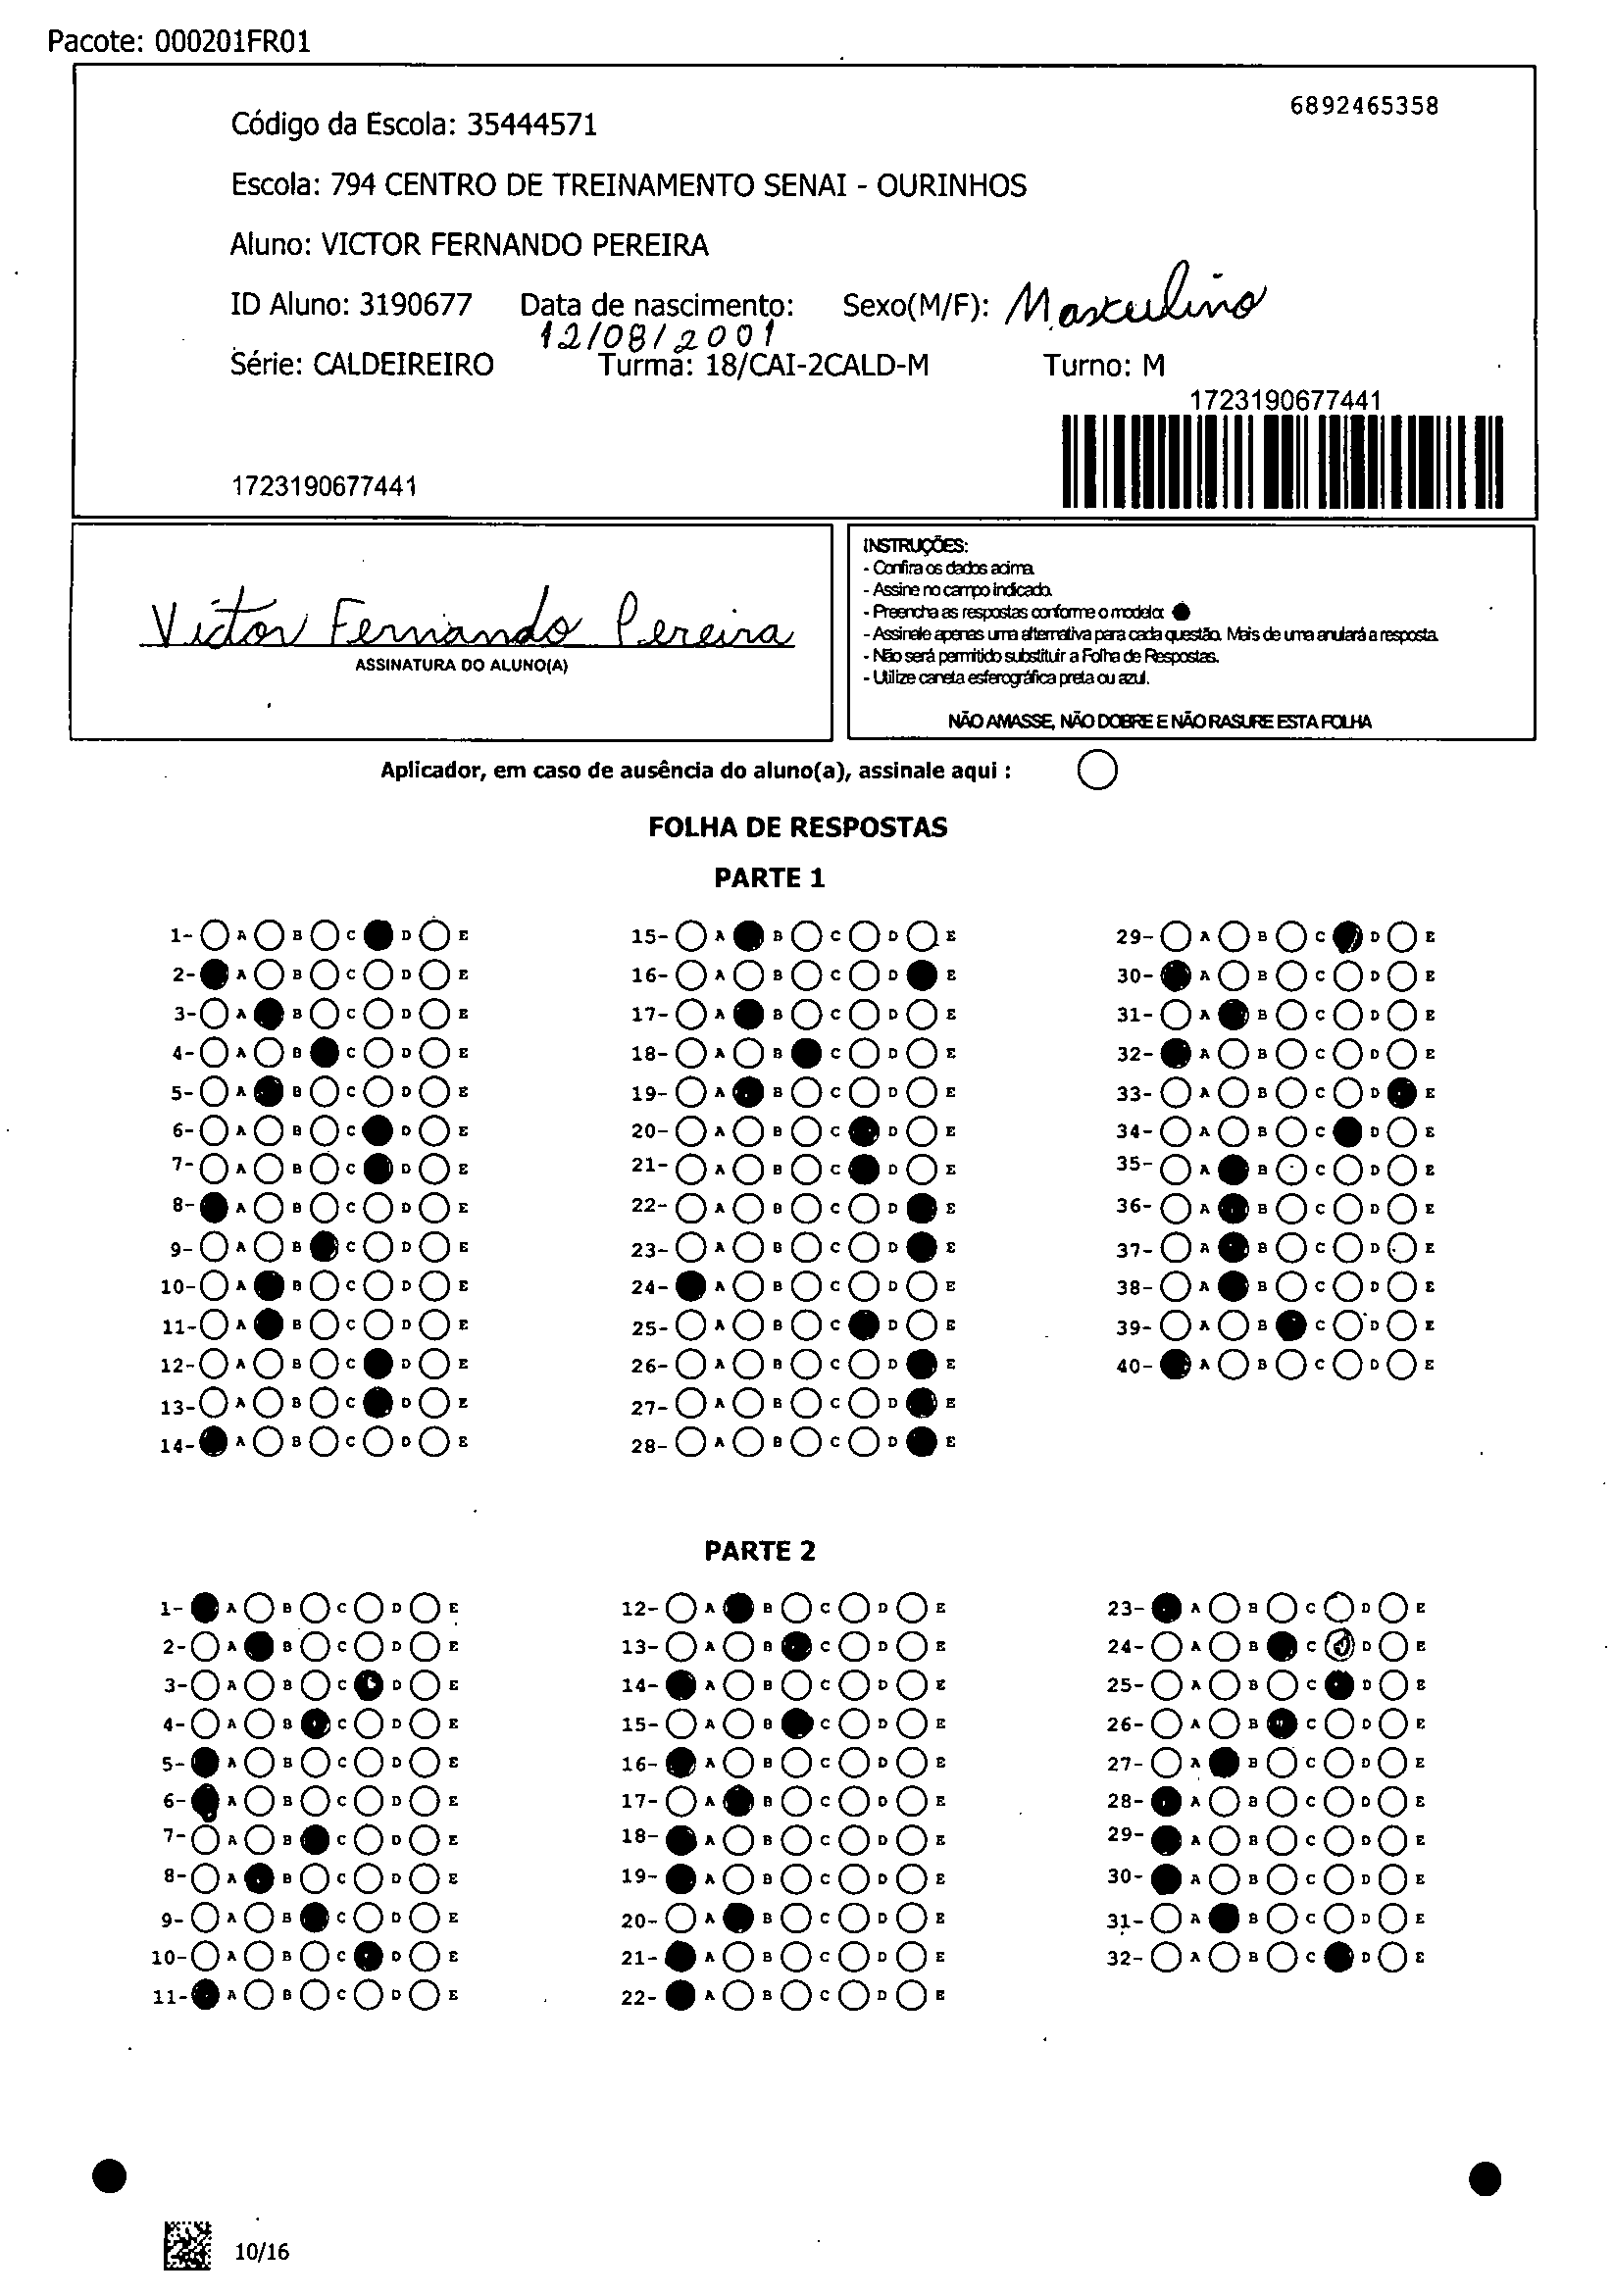 Pacote: 000201FR01
6892465358
Código da Escola: 35444571
Escola: 794 CENTRO DE TREINAMENTO SENAI - OURINHOS
Aluno: VICTOR FERNANDO PEREIRA
ID Aluno: 3190677 Data de nascimento: Sexo(M/F): Masculino
12/08/2001
Série: CALDEIREIRO Turma: 18/CAI-2CALD-M Turno: M
1723190677441
1723190677441
Victor Fernando Pereira
ASSINATURA DO ALUNO(A)
INSTRUÇÕES:
- Confira os dados acima.
- Assine no campo indicado.
- Preencha as respostas conforme o modelo:
- Assinale apenas uma alternativa para cada questão. Mais de uma anulará a resposta.
- Não será permitido substituir a Folha de Respostas.
- Utilize caneta esferográfica preta ou azul.
NÃO AMASSE, NÃO DOBRE E NÃO RASURE ESTA FOLHA
Aplicador, em caso de ausência do aluno(a), assinale aqui :
FOLHA DE RESPOSTAS
PARTE 1
1- A B C D E 15- A B C D E 29- A B C D E
2- A B C D E 16- A B C D E 30- A B C D E
3- A B C D E 17- A B C D E 31- A B C D E
4- A B C D E 18- A B C D E 32- A B C D E
5- A B C D E 19- A B C D E 33- A B C D E
6- A B C D E 20- A B C D E 34- A B C D E
7- A B C D E 21- A B C D E 35- A B C D E
8- A B C D E 22- A B C D E 36- A B C D E
9- A B C D E 23- A B C D E 37- A B C D E
10- A B C D E 24- A B C D E 38- A B C D E
11- A B C D E 25- A B C D E 39- A B C D E
12- A B C D E 26- A B C D E 40- A B C D E
13- A B C D E 27- A B C D E
14- A B C D E 28- A B C D E
PARTE 2
1- A B C D E 12- A B C D E 23- A B C D E
2- A B C D E 13- A B C D E 24- A B C D E
3- A B C D E 14- A B C D E 25- A B C D E
4- A B C D E 15- A B C D E 26- A B C D E
5- A B C D E 16- A B C D E 27- A B C D E
6- A B C D E 17- A B C D E 28- A B C D E
7- A B C D E 18- A B C D E 29- A B C D E
8- A B C D E 19- A B C D E 30- A B C D E
9- A B C D E 20- A B C D E 31- A B C D E
10- A B C D E 21- A B C D E 32- A B C D E
11- A B C D E 22- A B C D E
10/16